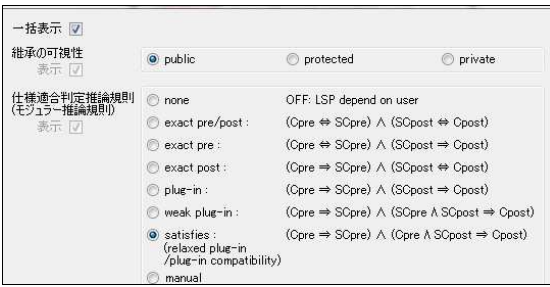 一括表示
継承の可視性
表示
public protected private
仕様適合判定推論規則
(モジュラー推論規則)
表示
none OFF: LSP depend on user
exact pre/post : (Cpre ⇔ SCpre) ∧ (SCpost ⇔ Cpost)
exact pre : (Cpre ⇔ SCpre) ∧ (SCpost ⇒ Cpost)
exact post : (Cpre ⇒ SCpre) ∧ (SCpost ⇔ Cpost)
plug-in : (Cpre ⇒ SCpre) ∧ (SCpost ⇒ Cpost)
weak plug-in : (Cpre ⇒ SCpre) ∧ (SCpre ∧ SCpost ⇒ Cpost)
satisfies : (Cpre ⇒ SCpre) ∧ (Cpre ∧ SCpost ⇒ Cpost)
(relaxed plug-in
/plug-in compatibility)
manual